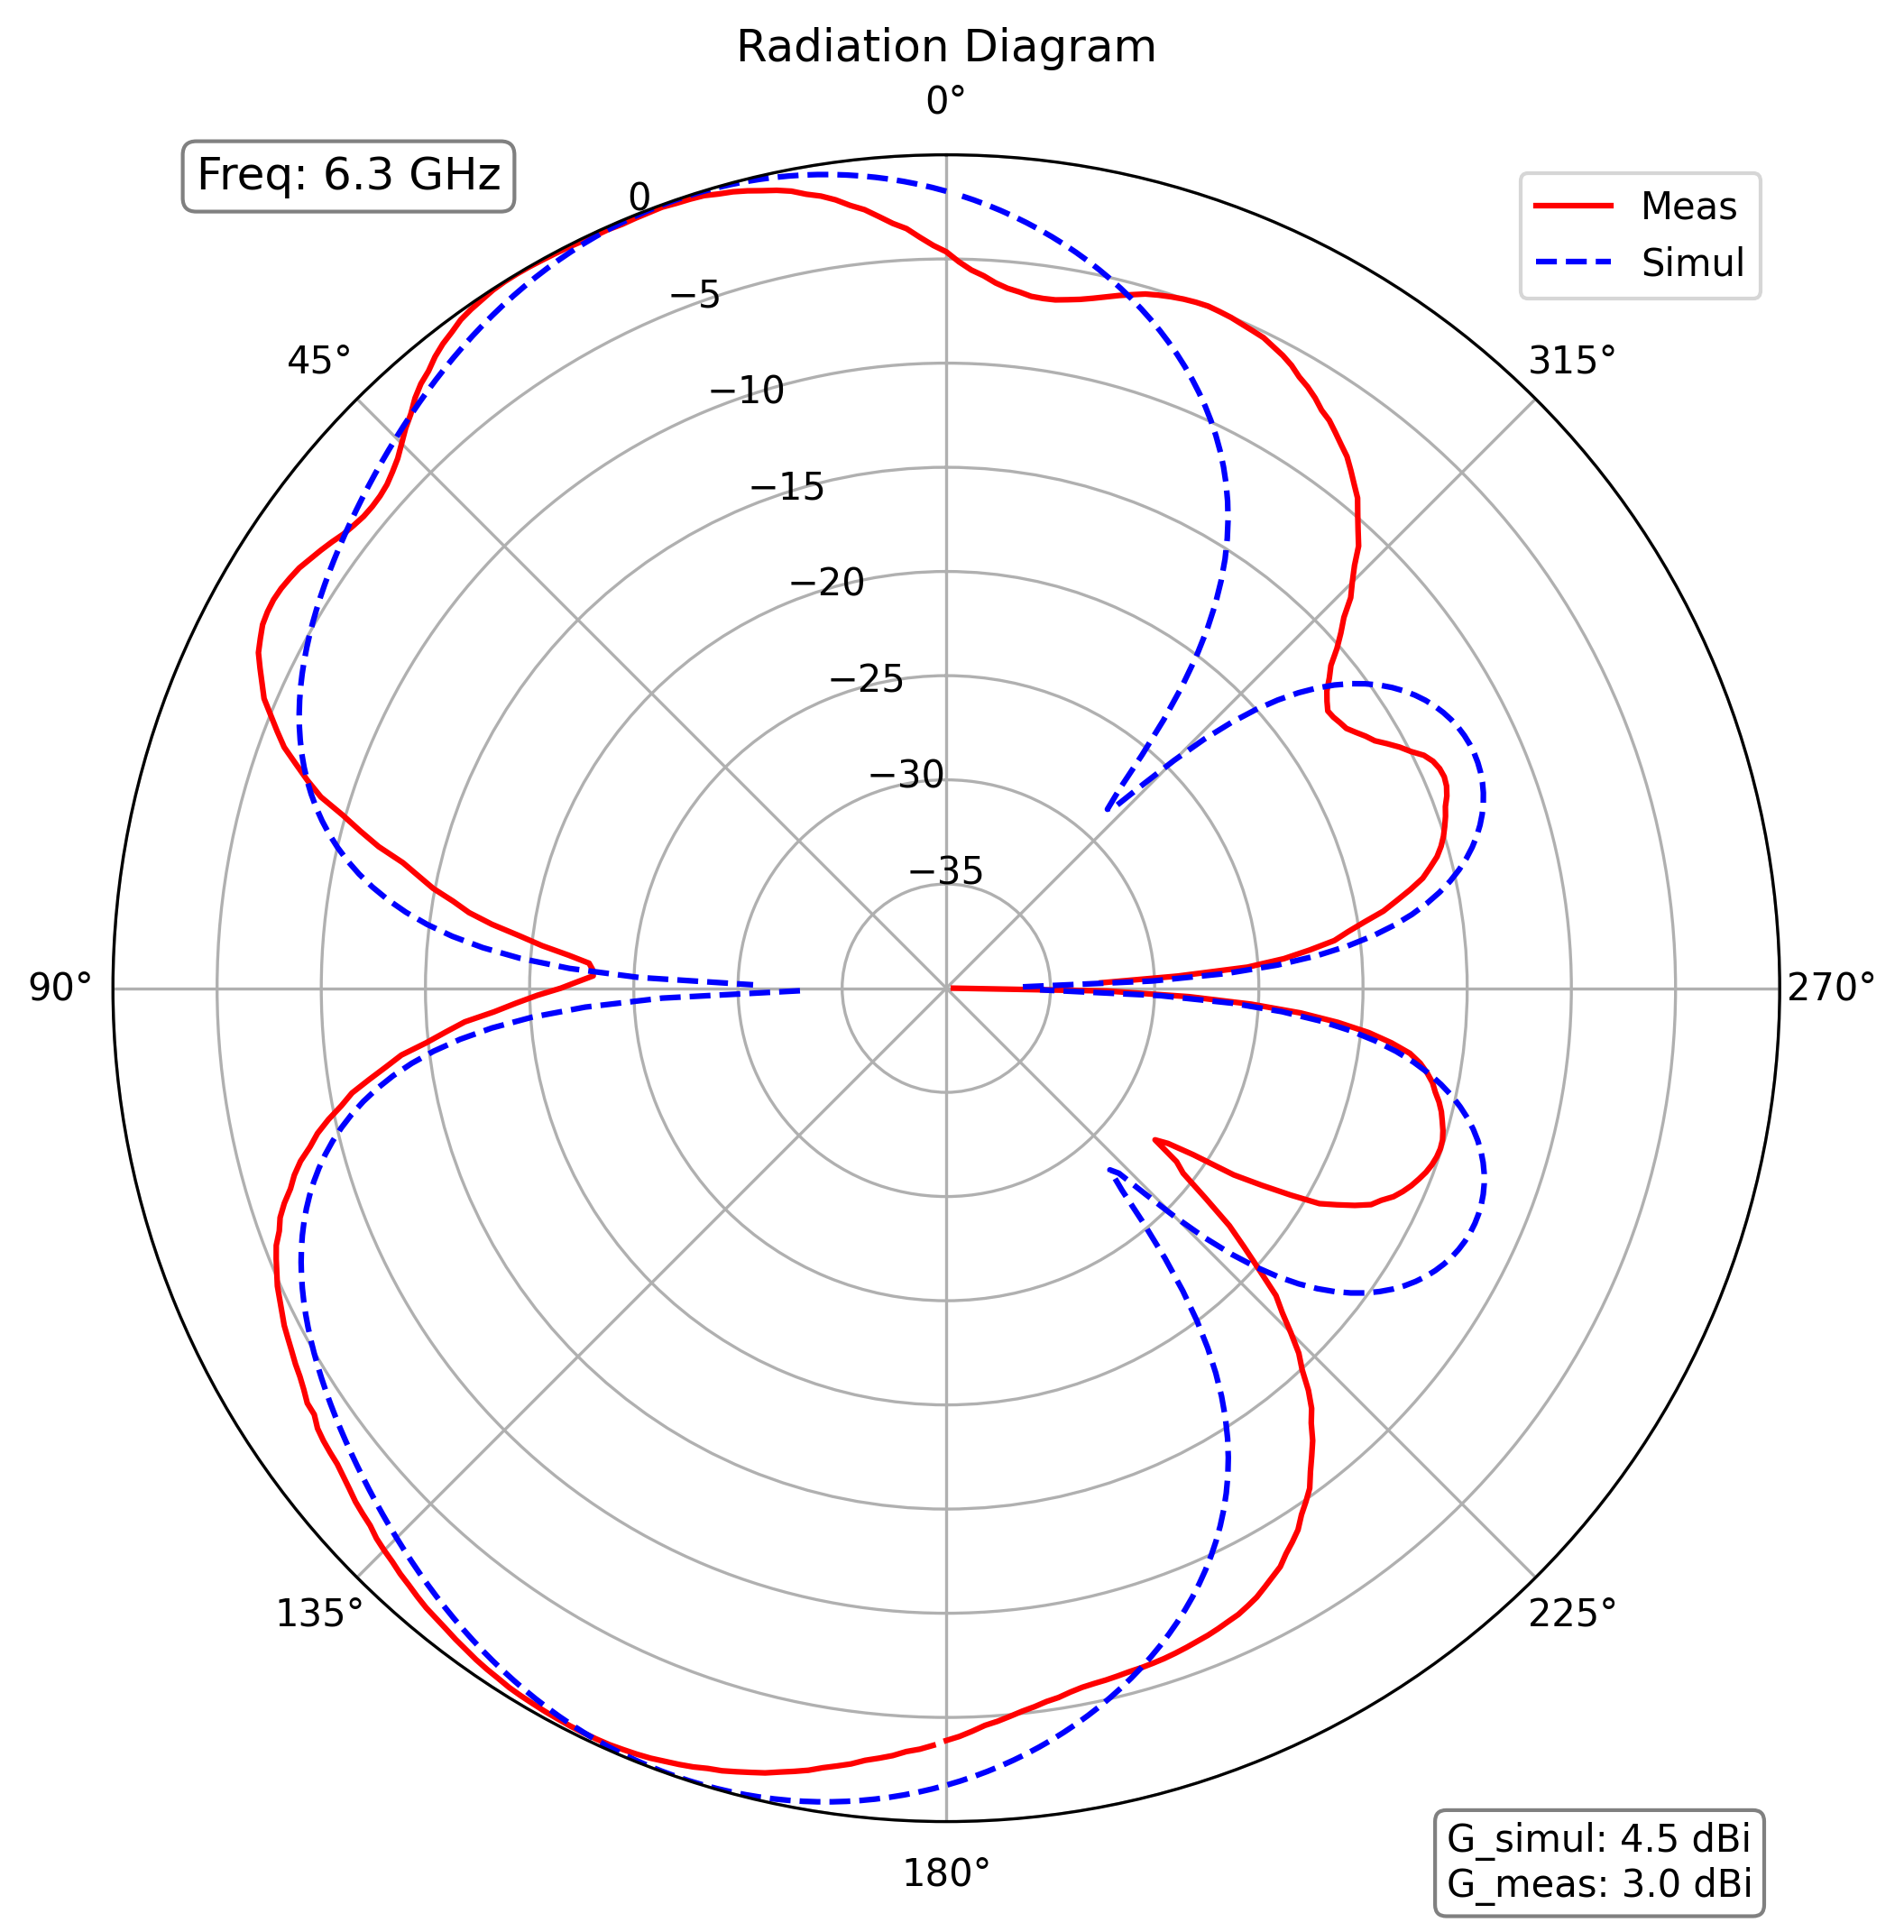 Radiation Diagram
0°
Freq: 6.3 GHz
0
Meas
Simul
−5
45°
315°
−10
−15
−20
−25
−30
−35
90°
270°
135°
225°
180°
G_simul: 4.5 dBi
G_meas: 3.0 dBi